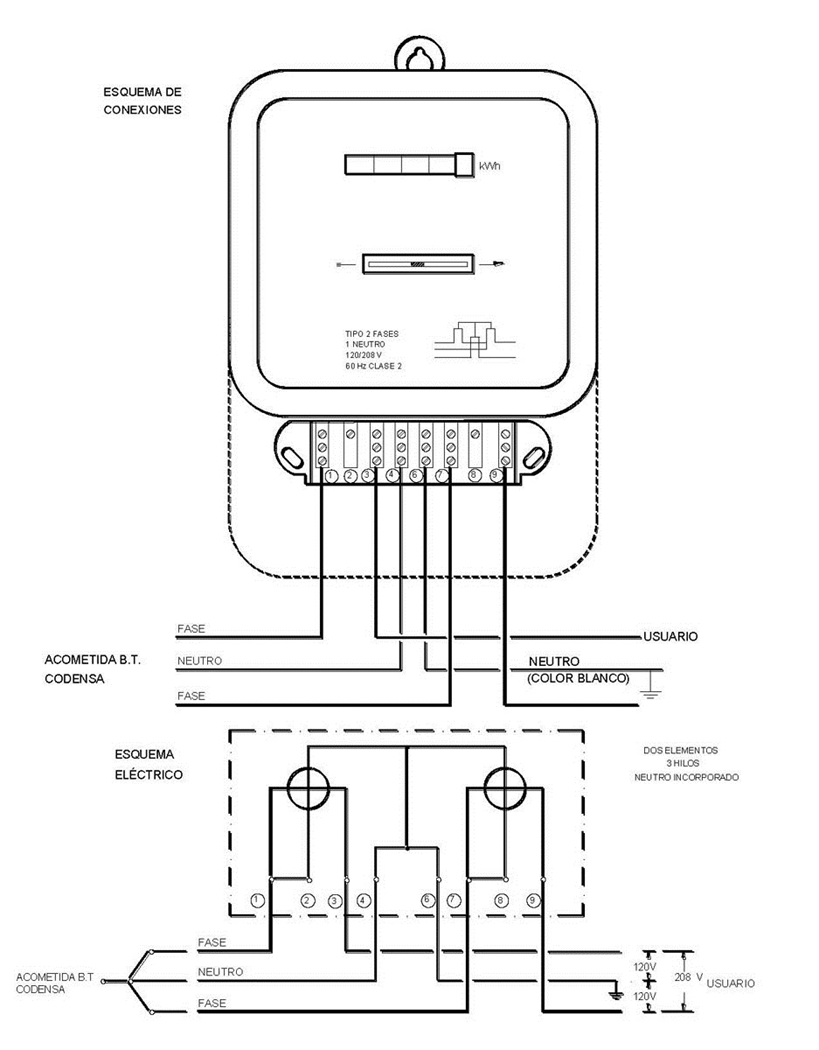 ESQUEMA DE
CONEXIONES
kWh
TIPO 2 FASES
1 NEUTRO
120/208 V
60 Hz CLASE 2
1 2 3 4 6 7 8 9
FASE
USUARIO
ACOMETIDA B.T.
CODENSA
NEUTRO
NEUTRO
(COLOR BLANCO)
FASE
ESQUEMA
ELÉCTRICO
DOS ELEMENTOS
3 HILOS
NEUTRO INCORPORADO
1 2 3 4 6 7 8 9
FASE
ACOMETIDA B.T
CODENSA
NEUTRO
FASE
120V
120V
208 V
USUARIO